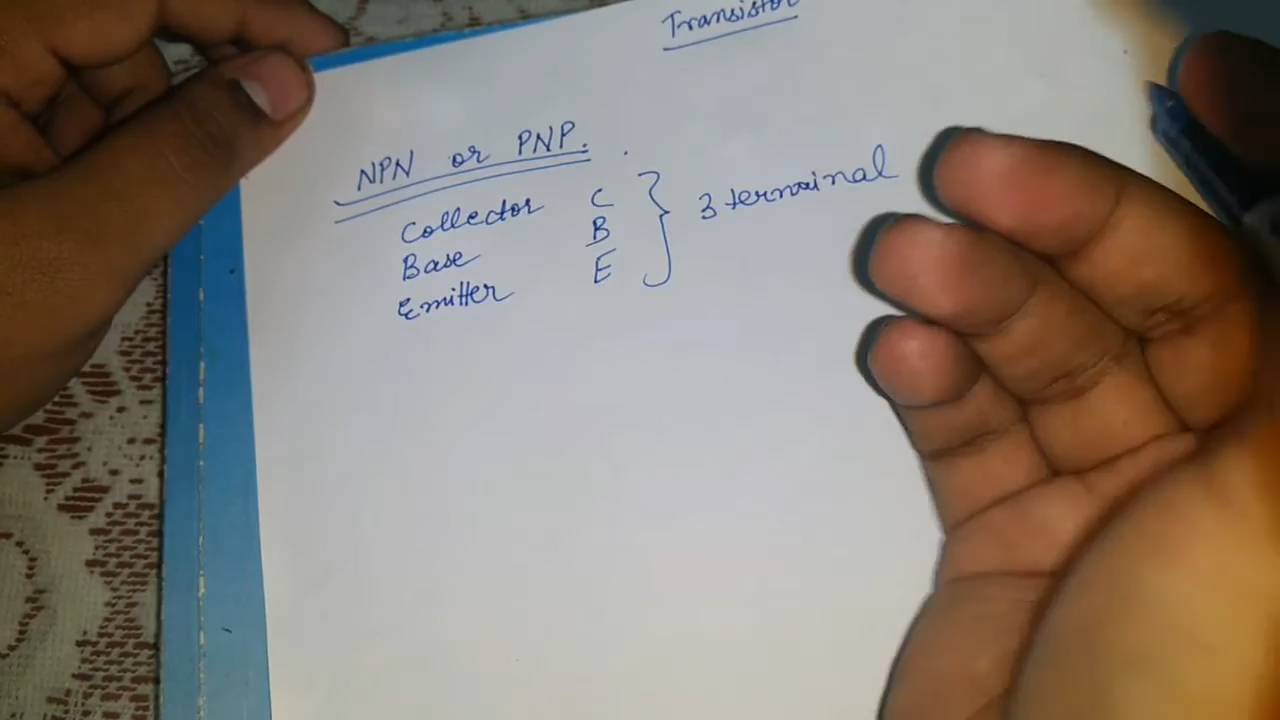 Transistor
NPN or PNP.
Collector C
Base B
Emitter E
3 terminal